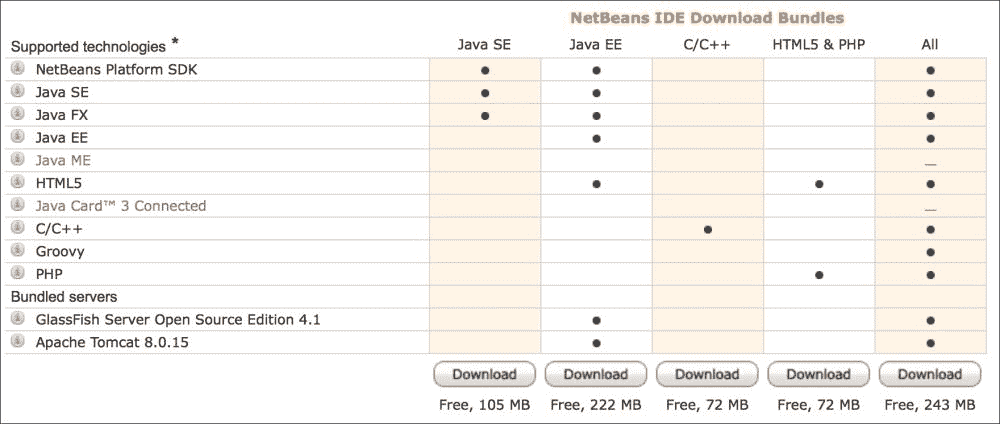 NetBeans IDE Download Bundles
Supported technologies * Java SE Java EE C/C++ HTML5 & PHP All
NetBeans Platform SDK • • •
Java SE • • •
Java FX • • •
Java EE • •
Java ME —
HTML5 • • •
Java Card™ 3 Connected —
C/C++ • •
Groovy •
PHP • •
Bundled servers
GlassFish Server Open Source Edition 4.1 • •
Apache Tomcat 8.0.15 • •
Download Download Download Download Download
Free, 105 MB Free, 222 MB Free, 72 MB Free, 72 MB Free, 243 MB